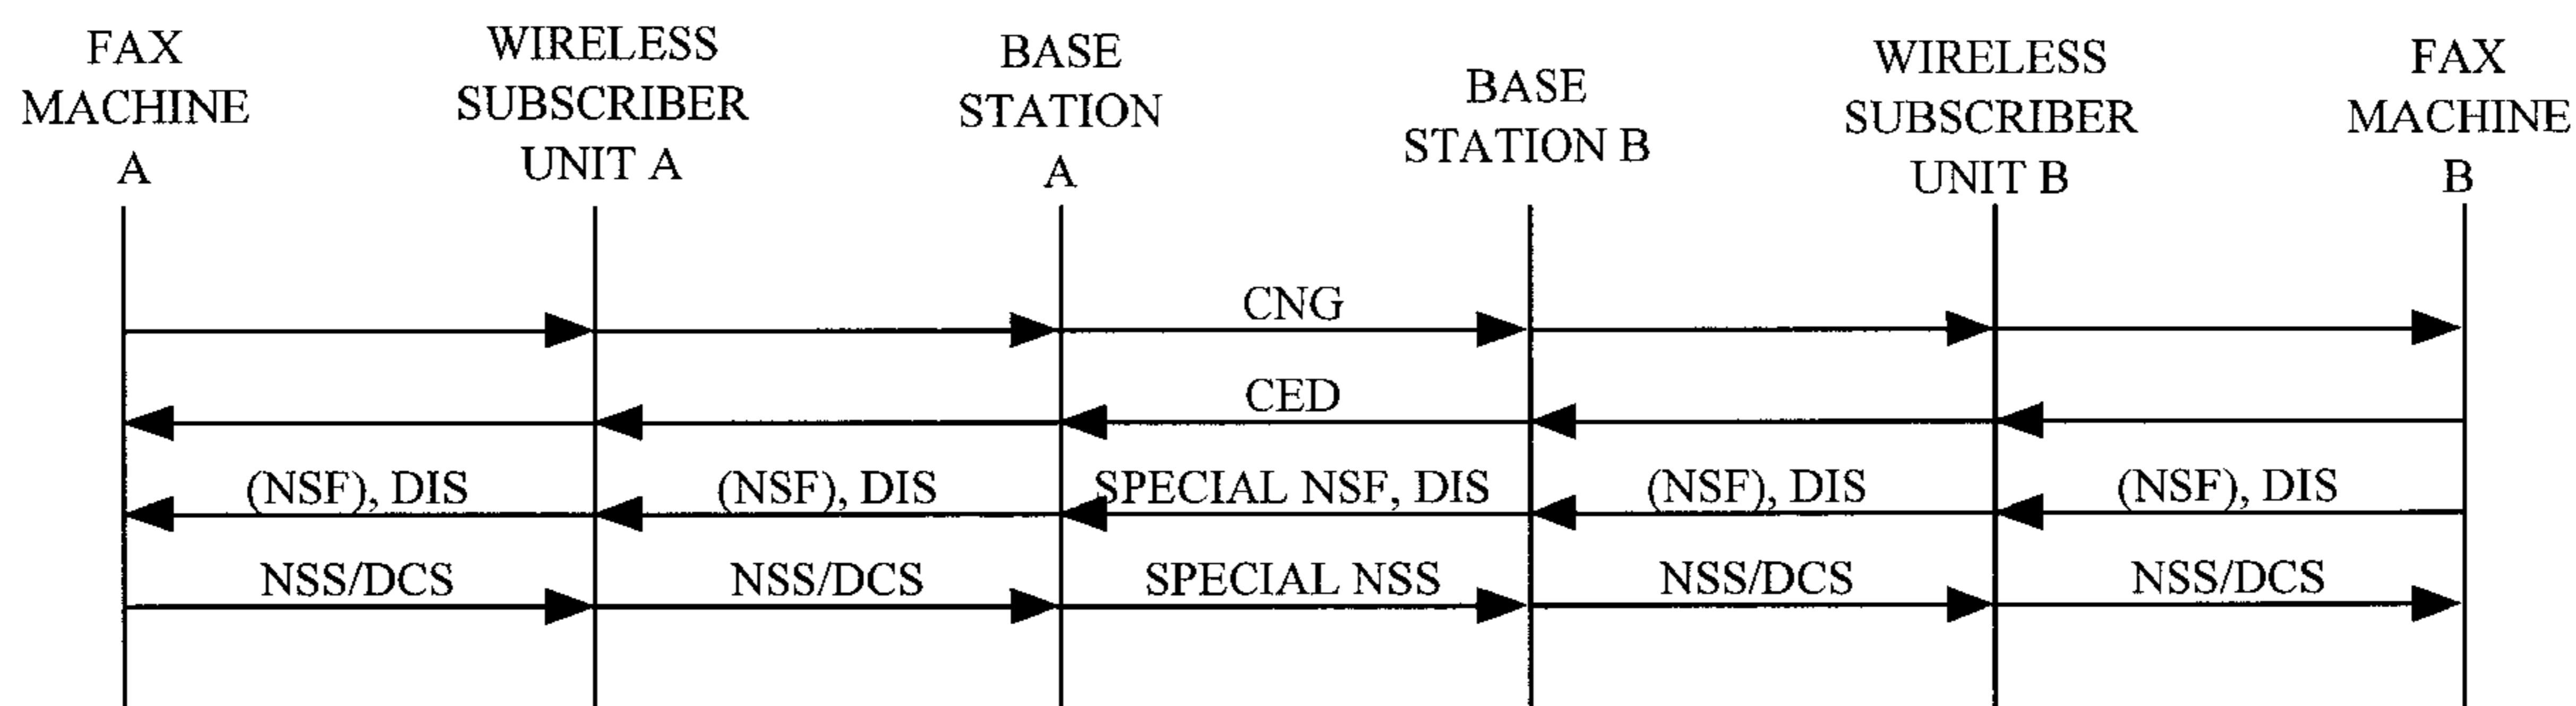 FAX
MACHINE
A
WIRELESS
SUBSCRIBER
UNIT A
BASE
STATION
A
BASE
STATION B
WIRELESS
SUBSCRIBER
UNIT B
FAX
MACHINE
B
CNG
CED
(NSF), DIS
(NSF), DIS
SPECIAL NSF, DIS
(NSF), DIS
(NSF), DIS
NSS/DCS
NSS/DCS
SPECIAL NSS
NSS/DCS
NSS/DCS